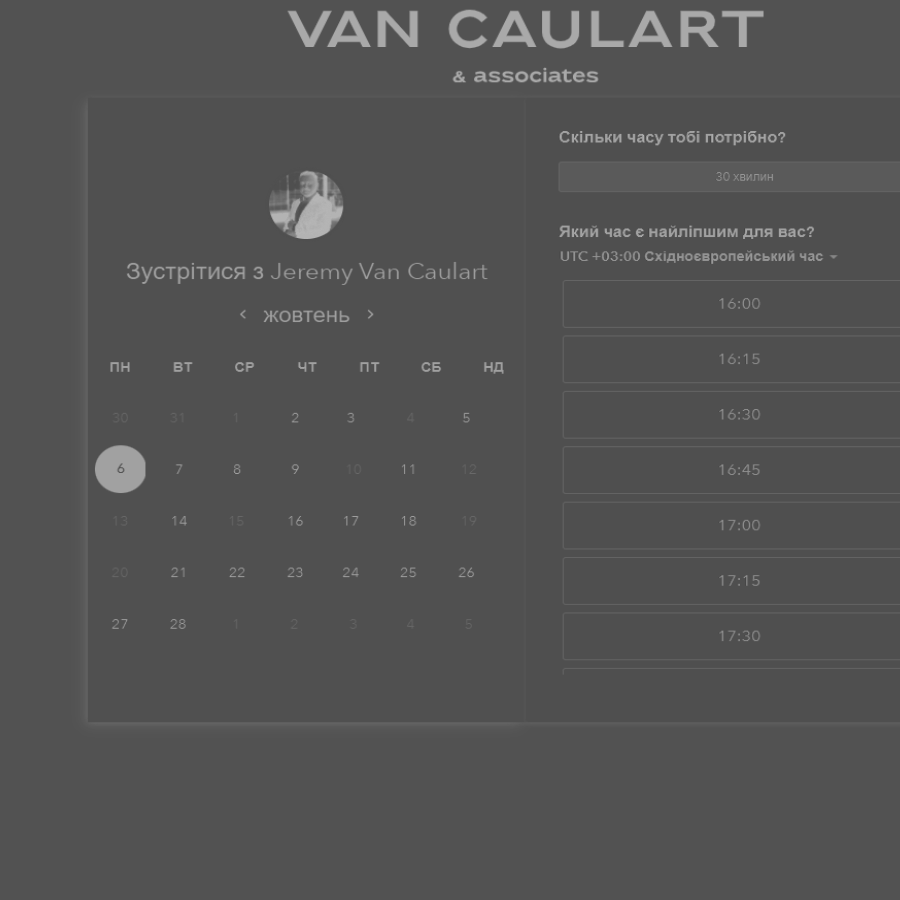 VAN CAULART
& associates
Зустрітися з Jeremy Van Caulart
жовтень
ПН ВТ СР ЧТ ПТ СБ НД
30 31 1 2 3 4 5
6 7 8 9 10 11 12
13 14 15 16 17 18 19
20 21 22 23 24 25 26
27 28 1 2 3 4 5
Скільки часу тобі потрібно?
30 хвилин
Який час є найліпшим для вас?
UTC +03:00 Східноєвропейський час
16:00
16:15
16:30
16:45
17:00
17:15
17:30